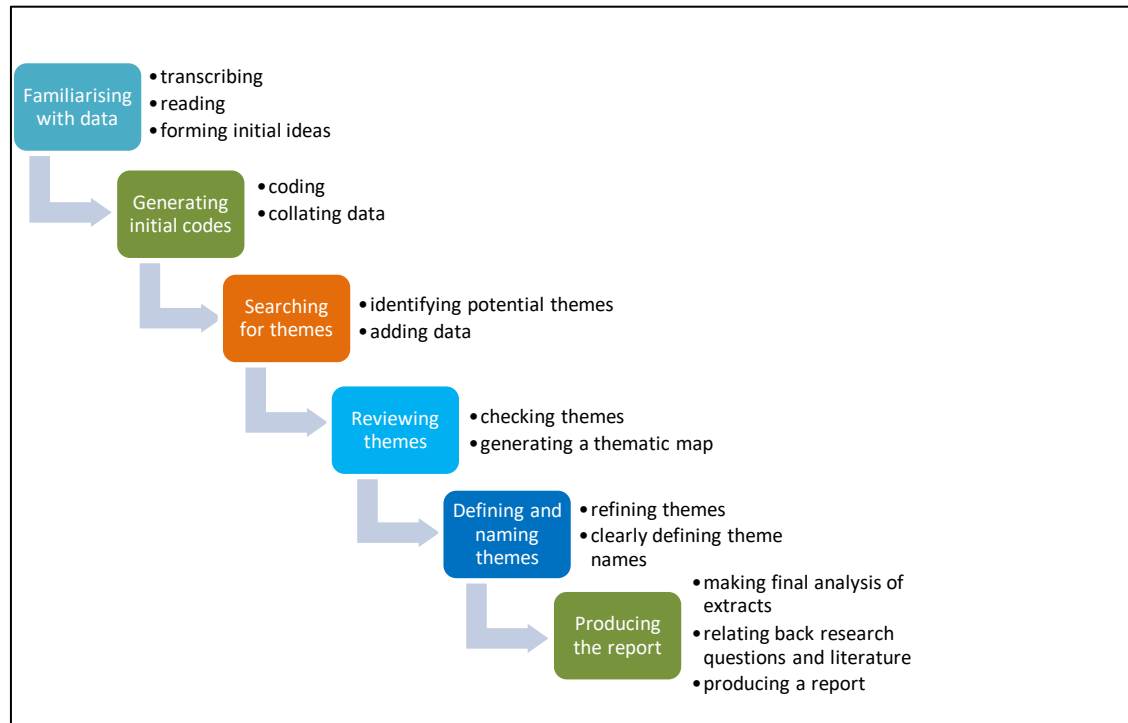 Familiarising
with data
•transcribing
•reading
•forming initial ideas
Generating
initial codes
•coding
•collating data
Searching
for themes
•identifying potential themes
•adding data
Reviewing
themes
•checking themes
•generating a thematic map
Defining and
naming
themes
•refining themes
•clearly defining theme
names
Producing
the report
•making final analysis of
extracts
•relating back research
questions and literature
•producing a report